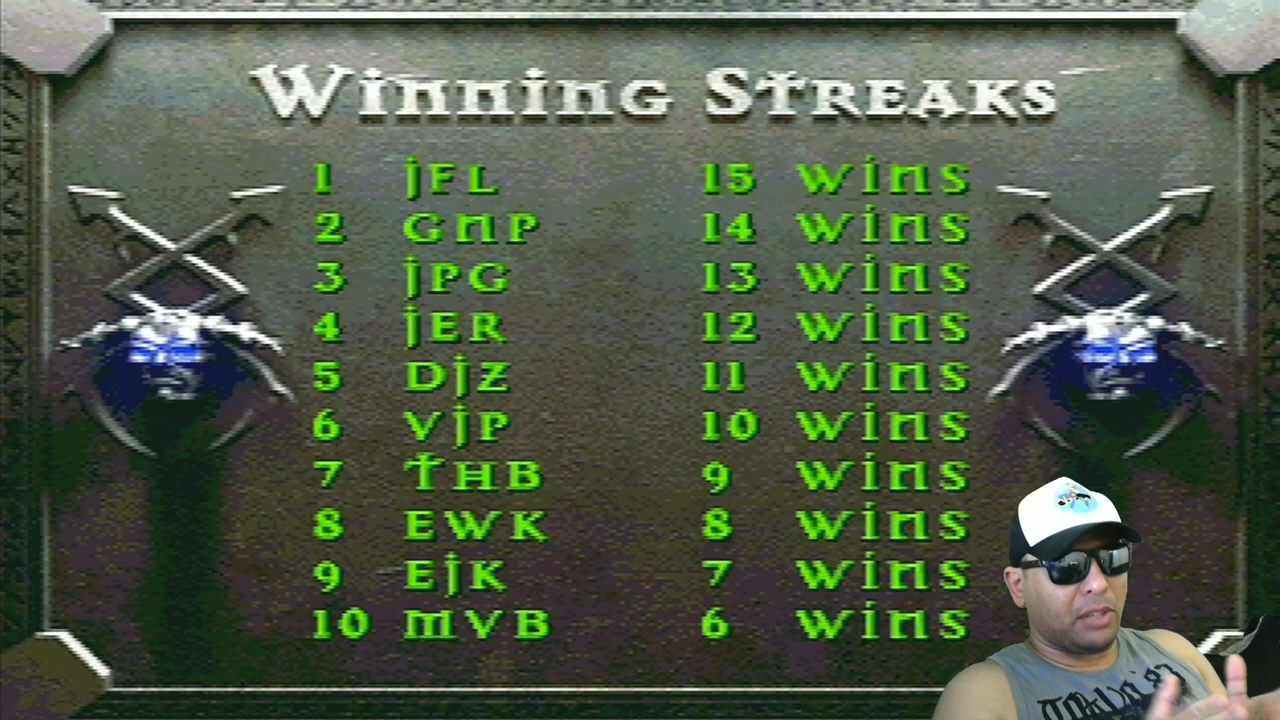 Winning Streaks
1 JFL 15 wins
2 GNP 14 wins
3 JPG 13 wins
4 JER 12 wins
5 DJZ 11 wins
6 VJP 10 wins
7 THB 9 wins
8 EWK 8 wins
9 EJK 7 wins
10 MVB 6 wins